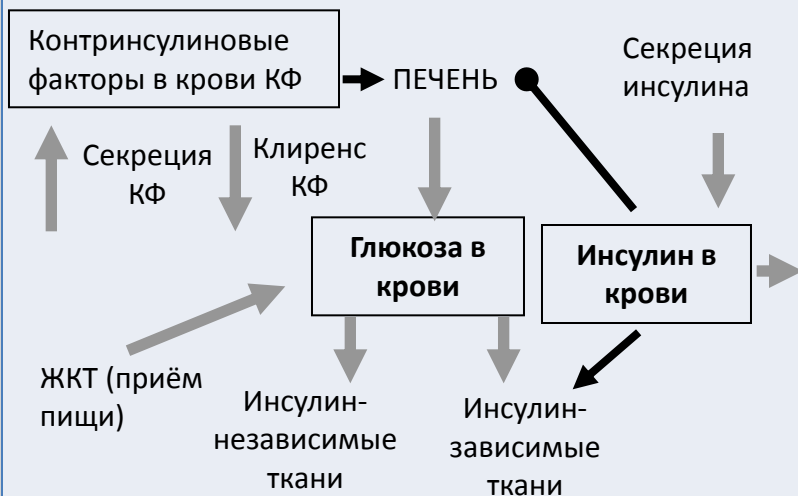 Контринсулиновые
факторы в крови КФ
ПЕЧЕНЬ
Секреция
инсулина
Секреция
КФ
Клиренс
КФ
Глюкоза в
крови
Инсулин в
крови
ЖКТ (приём
пищи)
Инсулин-
независимые
ткани
Инсулин-
зависимые
ткани